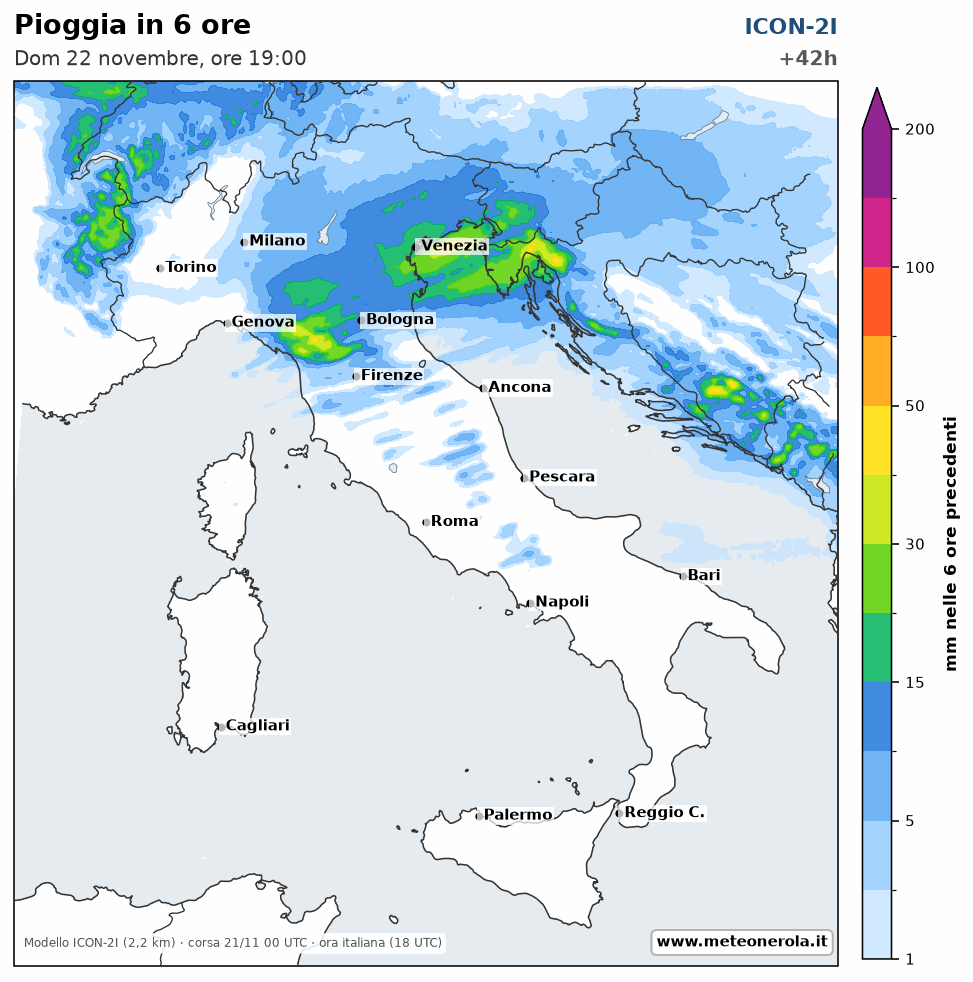 Pioggia in 6 ore
ICON-2I
Dom 22 novembre, ore 19:00
+42h
200
Milano
Venezia
Torino
100
Genova
Bologna
Firenze
Ancona
50
Pescara
Roma
30
mm nelle 6 ore precedenti
Bari
Napoli
15
Cagliari
Palermo
Reggio C.
5
Modello ICON-2I (2,2 km) · corsa 21/11 00 UTC · ora italiana (18 UTC)
www.meteonerola.it
1